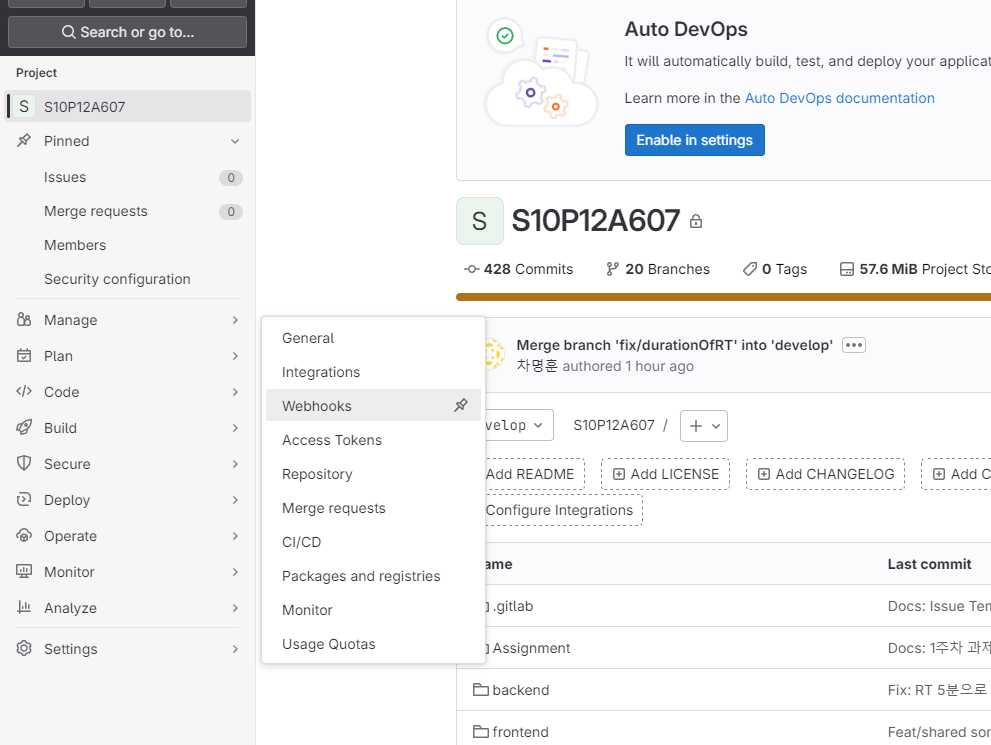 Search or go to...
Project
S S10P12A607
Pinned
Issues 0
Merge requests 0
Members
Security configuration
Manage
Plan
Code
Build
Secure
Deploy
Operate
Monitor
Analyze
Settings
General
Integrations
Webhooks
Access Tokens
Repository
Merge requests
CI/CD
Packages and registries
Monitor
Usage Quotas
Auto DevOps
It will automatically build, test, and deploy your applicat
Learn more in the Auto DevOps documentation
Enable in settings
S S10P12A607
428 Commits 20 Branches 0 Tags 57.6 MiB Project Sto
Merge branch 'fix/durationOfRT' into 'develop'
차명훈 authored 1 hour ago
velop S10P12A607 /
Add README Add LICENSE Add CHANGELOG Add C
Configure Integrations
ame Last commit
.gitlab Docs: Issue Tem
Assignment Docs: 1주차 과제
backend Fix: RT 5분으로
frontend Feat/shared son